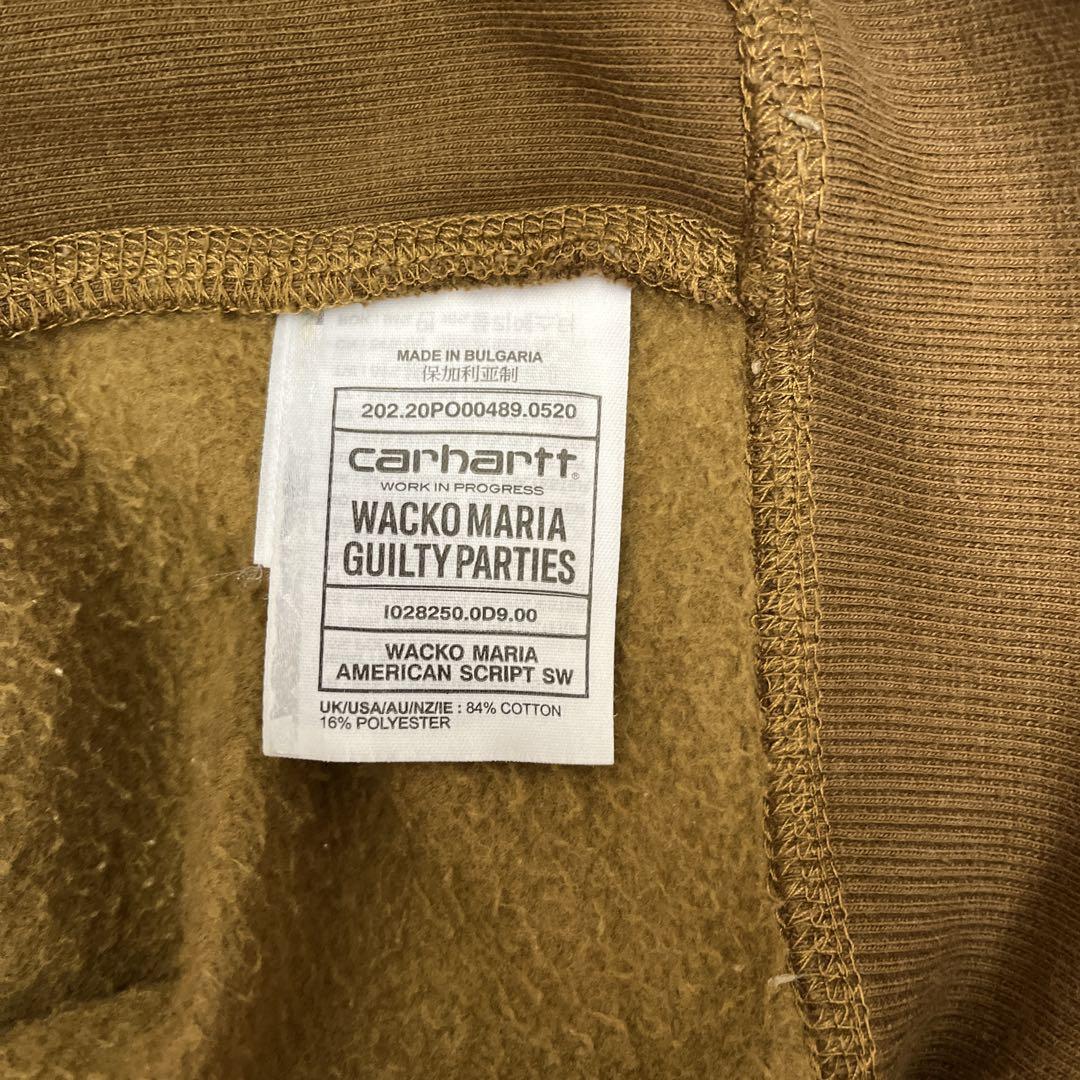 MADE IN BULGARIA
保加利亚制
202.20PO00489.0520
carhartt®
WORK IN PROGRESS
WACKO MARIA
GUILTY PARTIES
I028250.0D9.00
WACKO MARIA
AMERICAN SCRIPT SW
UK/USA/AU/NZ/IE : 84% COTTON
16% POLYESTER